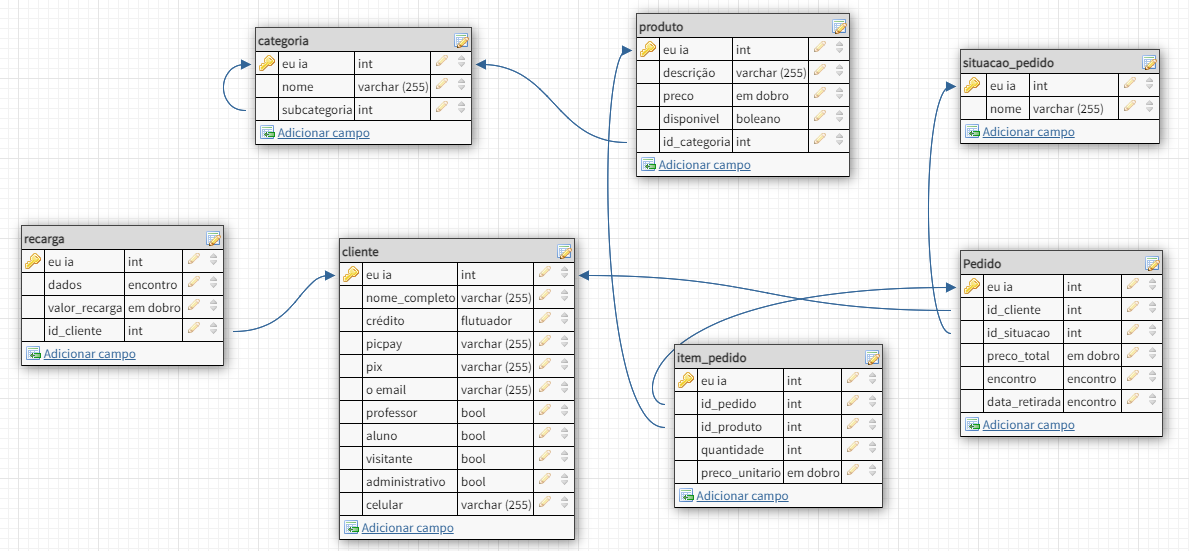 categoria
eu ia int
nome varchar (255)
subcategoria int
Adicionar campo
produto
eu ia int
descrição varchar (255)
preco em dobro
disponivel boleano
id_categoria int
Adicionar campo
situacao_pedido
eu ia int
nome varchar (255)
Adicionar campo
recarga
eu ia int
dados encontro
valor_recarga em dobro
id_cliente int
Adicionar campo
cliente
eu ia int
nome_completo varchar (255)
crédito flutuador
picpay varchar (255)
pix varchar (255)
o email varchar (255)
professor bool
aluno bool
visitante bool
administrativo bool
celular varchar (255)
Adicionar campo
item_pedido
eu ia int
id_pedido int
id_produto int
quantidade int
preco_unitario em dobro
Adicionar campo
Pedido
eu ia int
id_cliente int
id_situacao int
preco_total em dobro
encontro encontro
data_retirada encontro
Adicionar campo